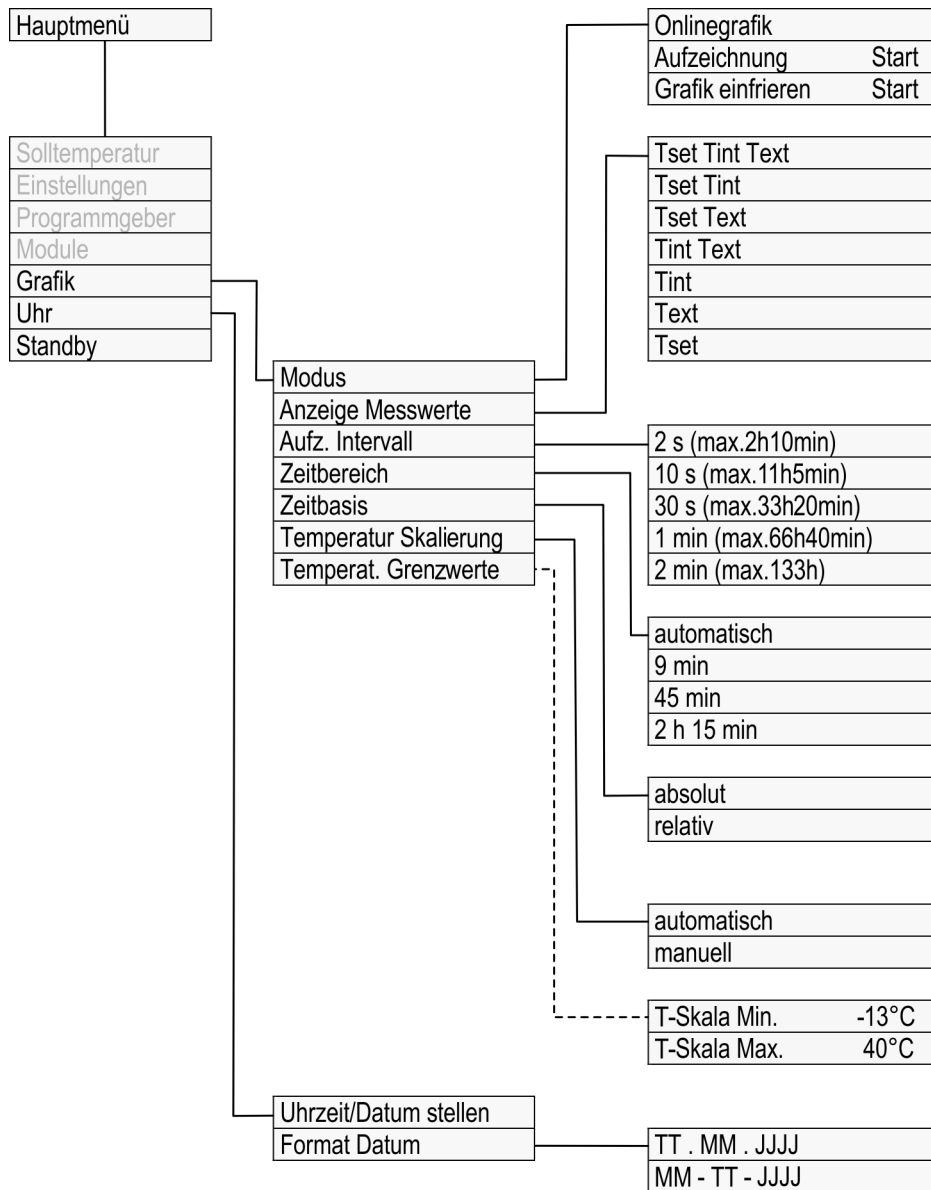 Hauptmenü
Solltemperatur
Einstellungen
Programmgeber
Module
Grafik
Uhr
Standby
Modus
Anzeige Messwerte
Aufz. Intervall
Zeitbereich
Zeitbasis
Temperatur Skalierung
Temperat. Grenzwerte
Onlinegrafik
Aufzeichnung Start
Grafik einfrieren Start
Tset Tint Text
Tset Tint
Tset Text
Tint Text
Tint
Text
Tset
2 s (max.2h10min)
10 s (max.11h5min)
30 s (max.33h20min)
1 min (max.66h40min)
2 min (max.133h)
automatisch
9 min
45 min
2 h 15 min
absolut
relativ
automatisch
manuell
T-Skala Min. -13°C
T-Skala Max. 40°C
Uhrzeit/Datum stellen
Format Datum
TT . MM . JJJJ
MM - TT - JJJJ